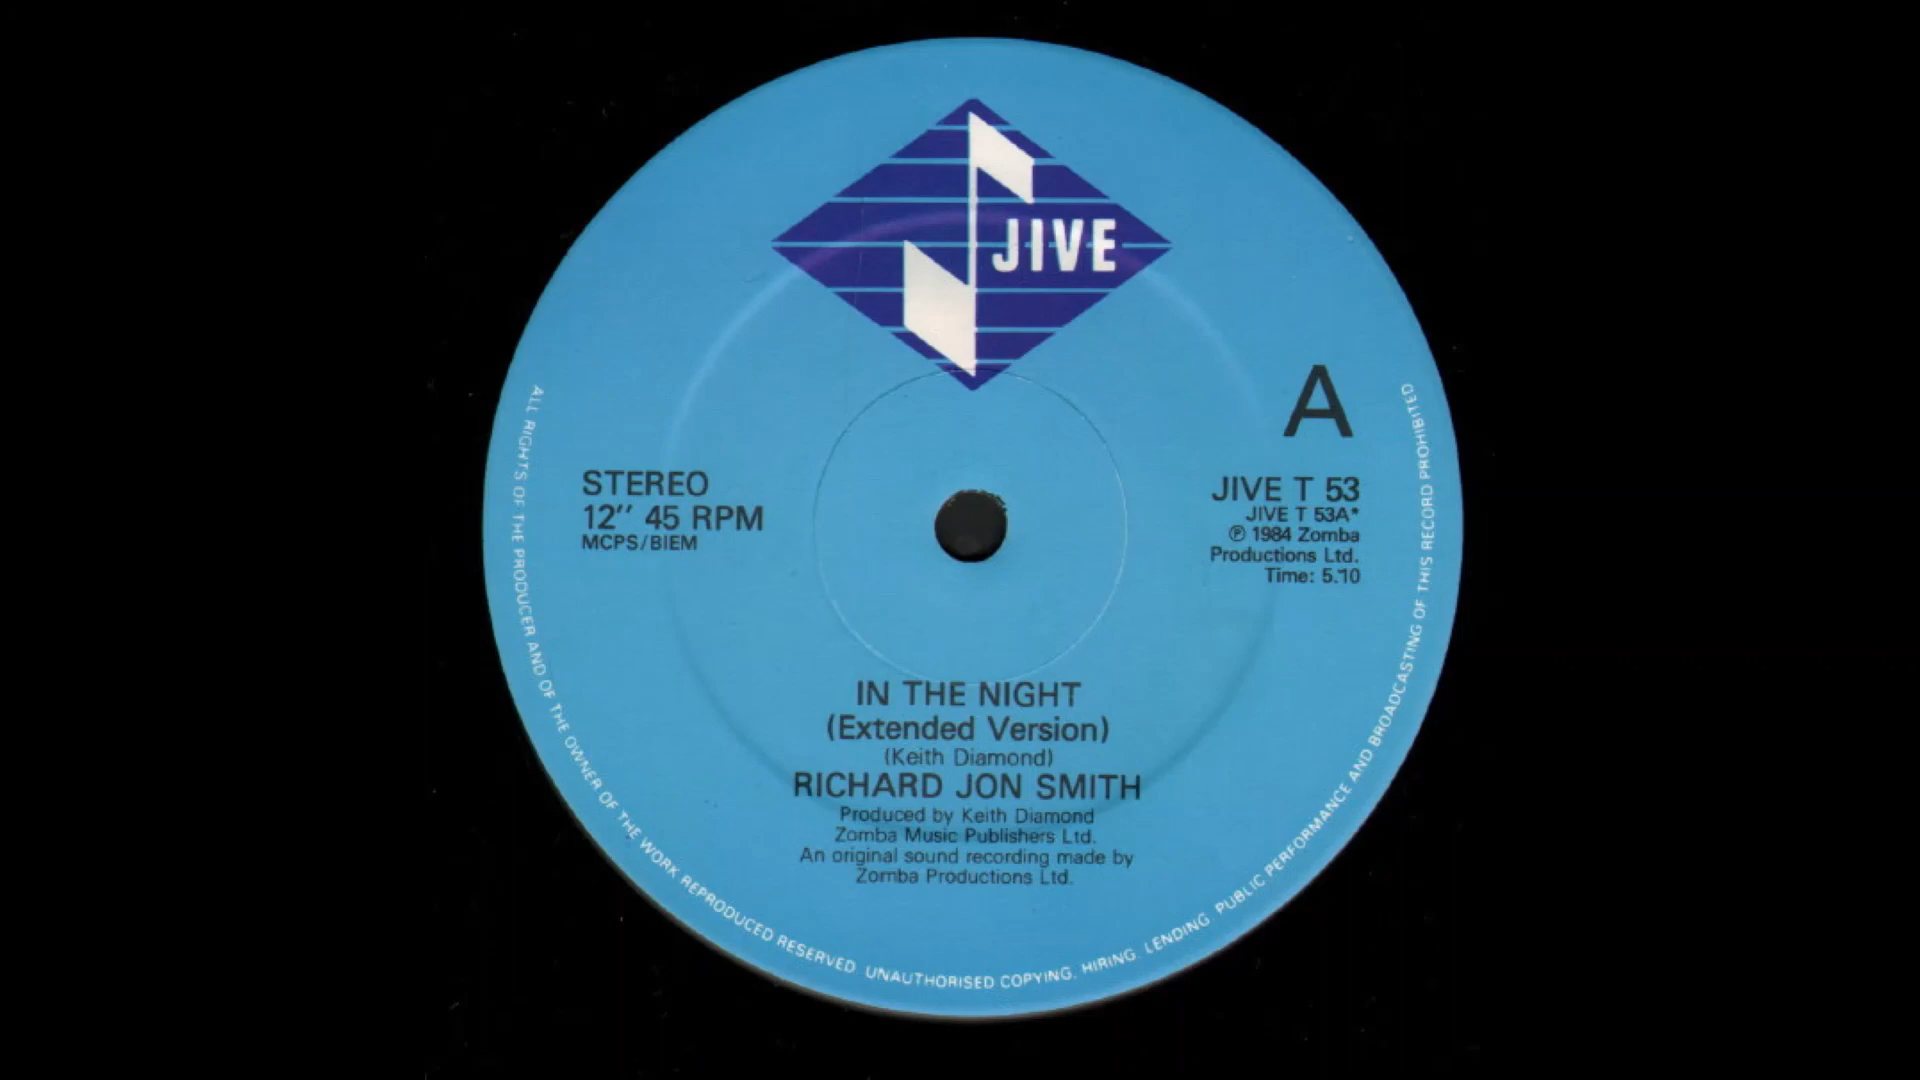 JIVE
A
STEREO
12″ 45 RPM
MCPS/BIEM
JIVE T 53
JIVE T 53A*
℗ 1984 Zomba
Productions Ltd.
Time: 5.10
IN THE NIGHT
(Extended Version)
(Keith Diamond)
RICHARD JON SMITH
Produced by Keith Diamond
Zomba Music Publishers Ltd.
An original sound recording made by
Zomba Productions Ltd.
ALL RIGHTS OF THE PRODUCER AND OF THE OWNER OF THE WORK REPRODUCED RESERVED UNAUTHORISED COPYING, HIRING, LENDING, PUBLIC PERFORMANCE AND BROADCASTING OF THIS RECORD PROHIBITED